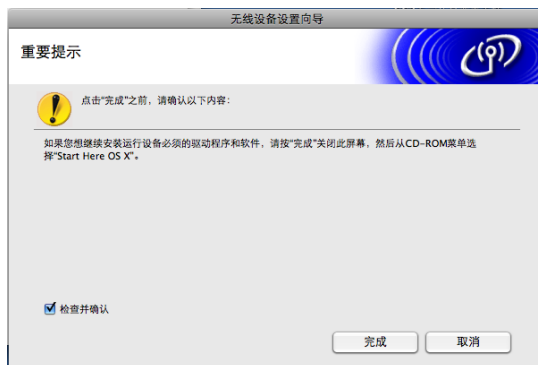 无线设备设置向导
重要提示
点击“完成”之前，请确认以下内容：
如果您想继续安装运行设备必须的驱动程序和软件，请按“完成”关闭此屏幕，然后从CD-ROM菜单选
择“Start Here OS X”。
检查并确认
完成
取消